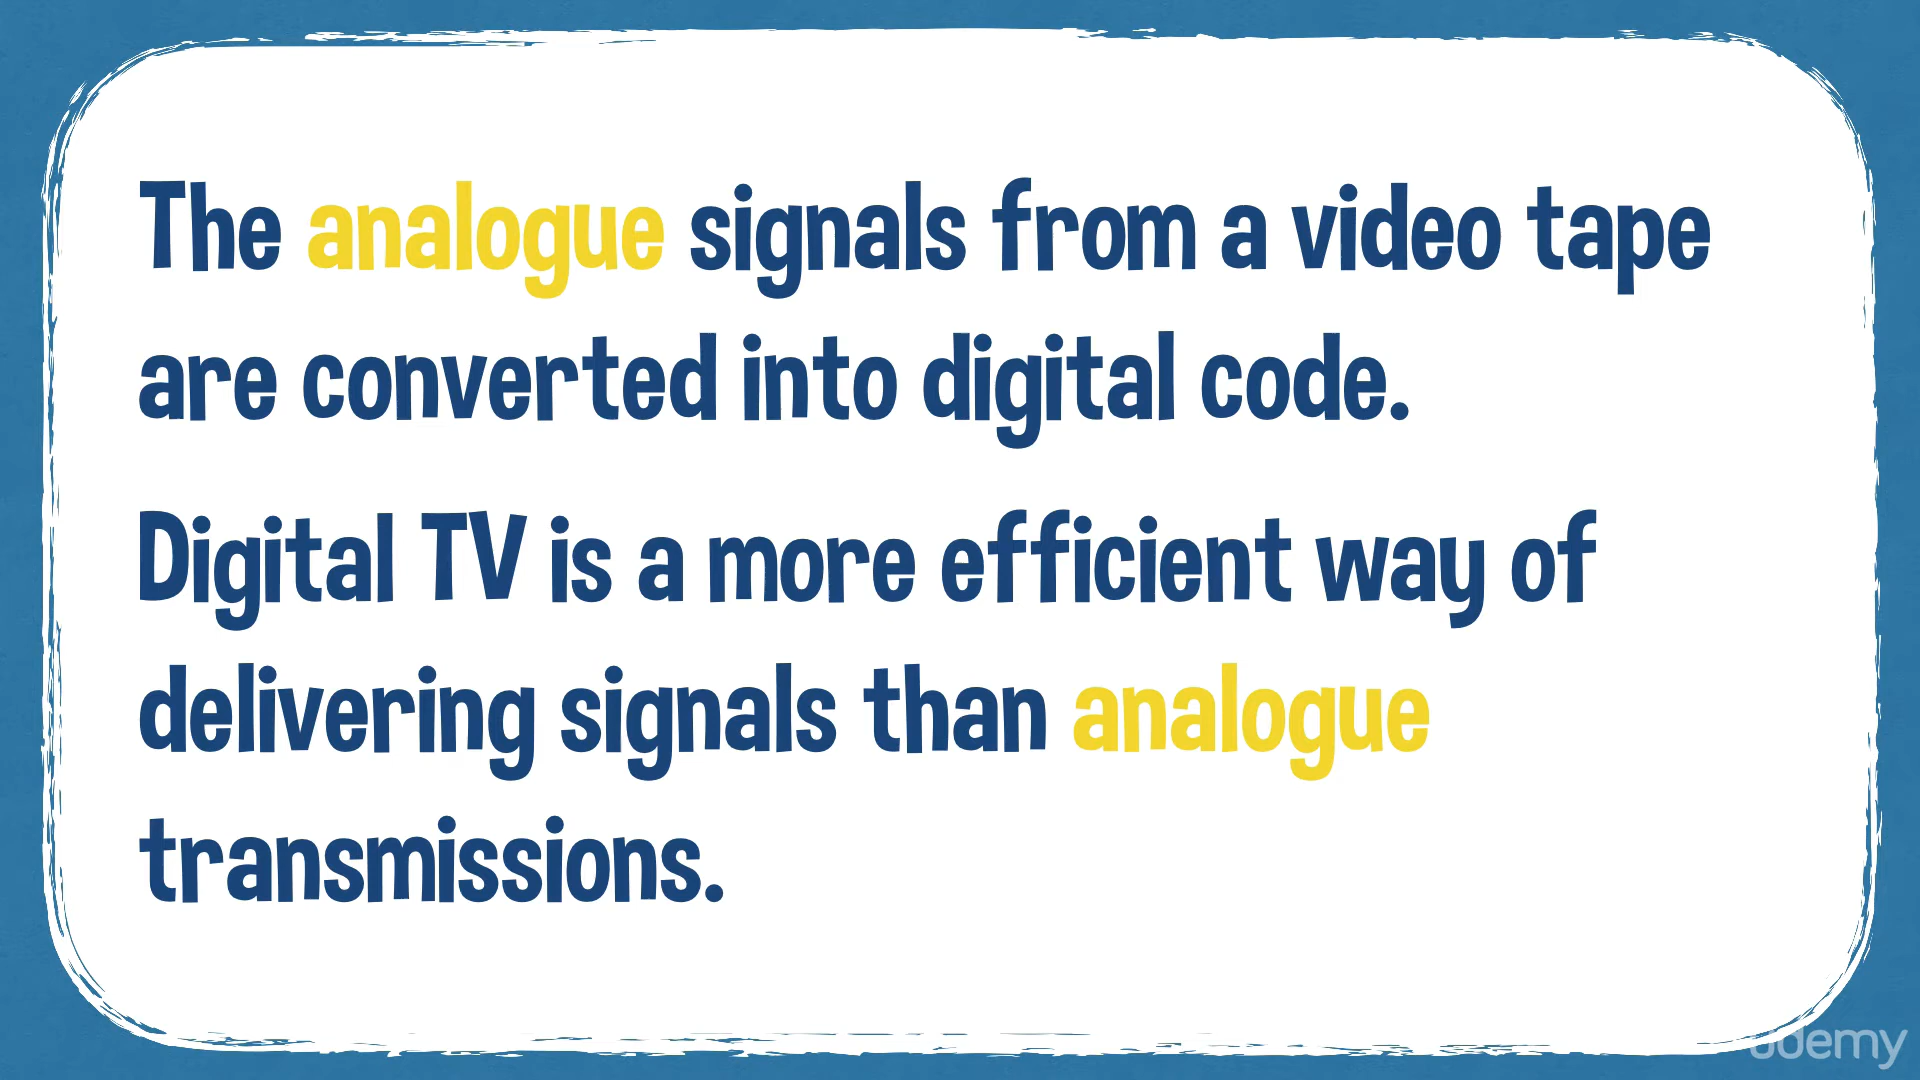 The analogue signals from a video tape
are converted into digital code.
Digital TV is a more efficient way of
delivering signals than analogue
transmissions.
udemy